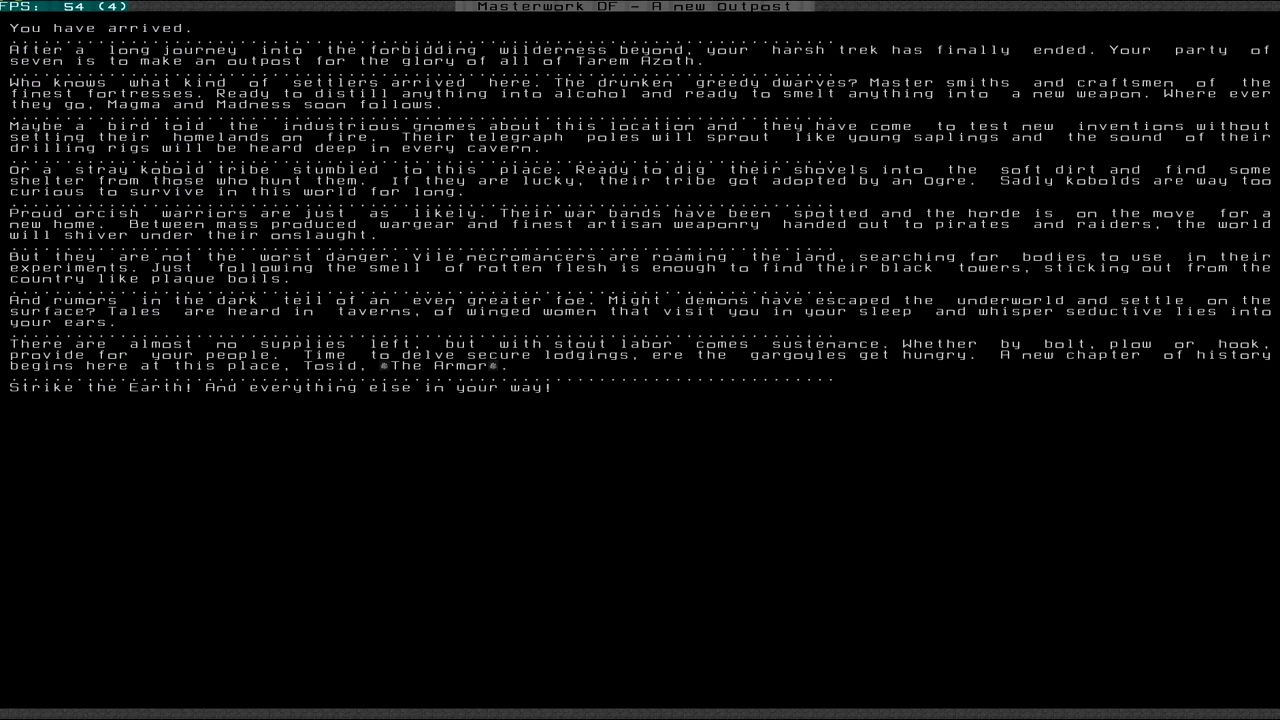 FPS: 54 (4)
Masterwork DF - A new Outpost
You have arrived.
After a long journey into the forbidding wilderness beyond, your harsh trek has finally ended. Your party of
seven is to make an outpost for the glory of all of Tarem Azoth.
Who knows what kind of settlers arrived here. The drunken greedy dwarves? Master smiths and craftsmen of the
finest fortresses. Ready to distill anything into alcohol and ready to smelt anything into a new weapon. Where ever
they go, Magma and Madness soon follows.
Maybe a bird told the industrious gnomes about this location and they have come to test new inventions without
setting their homelands on fire. Their telegraph poles will sprout like young saplings and the sound of their
drilling rigs will be heard deep in every cavern.
Or a stray kobold tribe stumbled to this place. Ready to dig their shovels into the soft dirt and find some
shelter from those who hunt them. If they are lucky, their tribe got adopted by an Ogre. Sadly kobolds are way too
curious to survive in this world for long.
Proud orcish warriors are just as likely. Their war bands have been spotted and the horde is on the move for a
new home. Between mass produced wargear and finest artisan weaponry handed out to pirates and raiders, the world
will shiver under their onslaught.
But they are not the worst danger. Vile necromancers are roaming the land, searching for bodies to use in their
experiments. Just following the smell of rotten flesh is enough to find their black towers, sticking out from the
country like plaque boils.
And rumors in the dark tell of an even greater foe. Might demons have escaped the underworld and settle on the
surface? Tales are heard in taverns, of winged women that visit you in your sleep and whisper seductive lies into
your ears.
There are almost no supplies left, but with stout labor comes sustenance. Whether by bolt, plow or hook,
provide for your people. Time to delve secure lodgings, ere the gargoyles get hungry. A new chapter of history
begins here at this place, Tosid, ☼The Armor☼.
Strike the Earth! And everything else in your way!